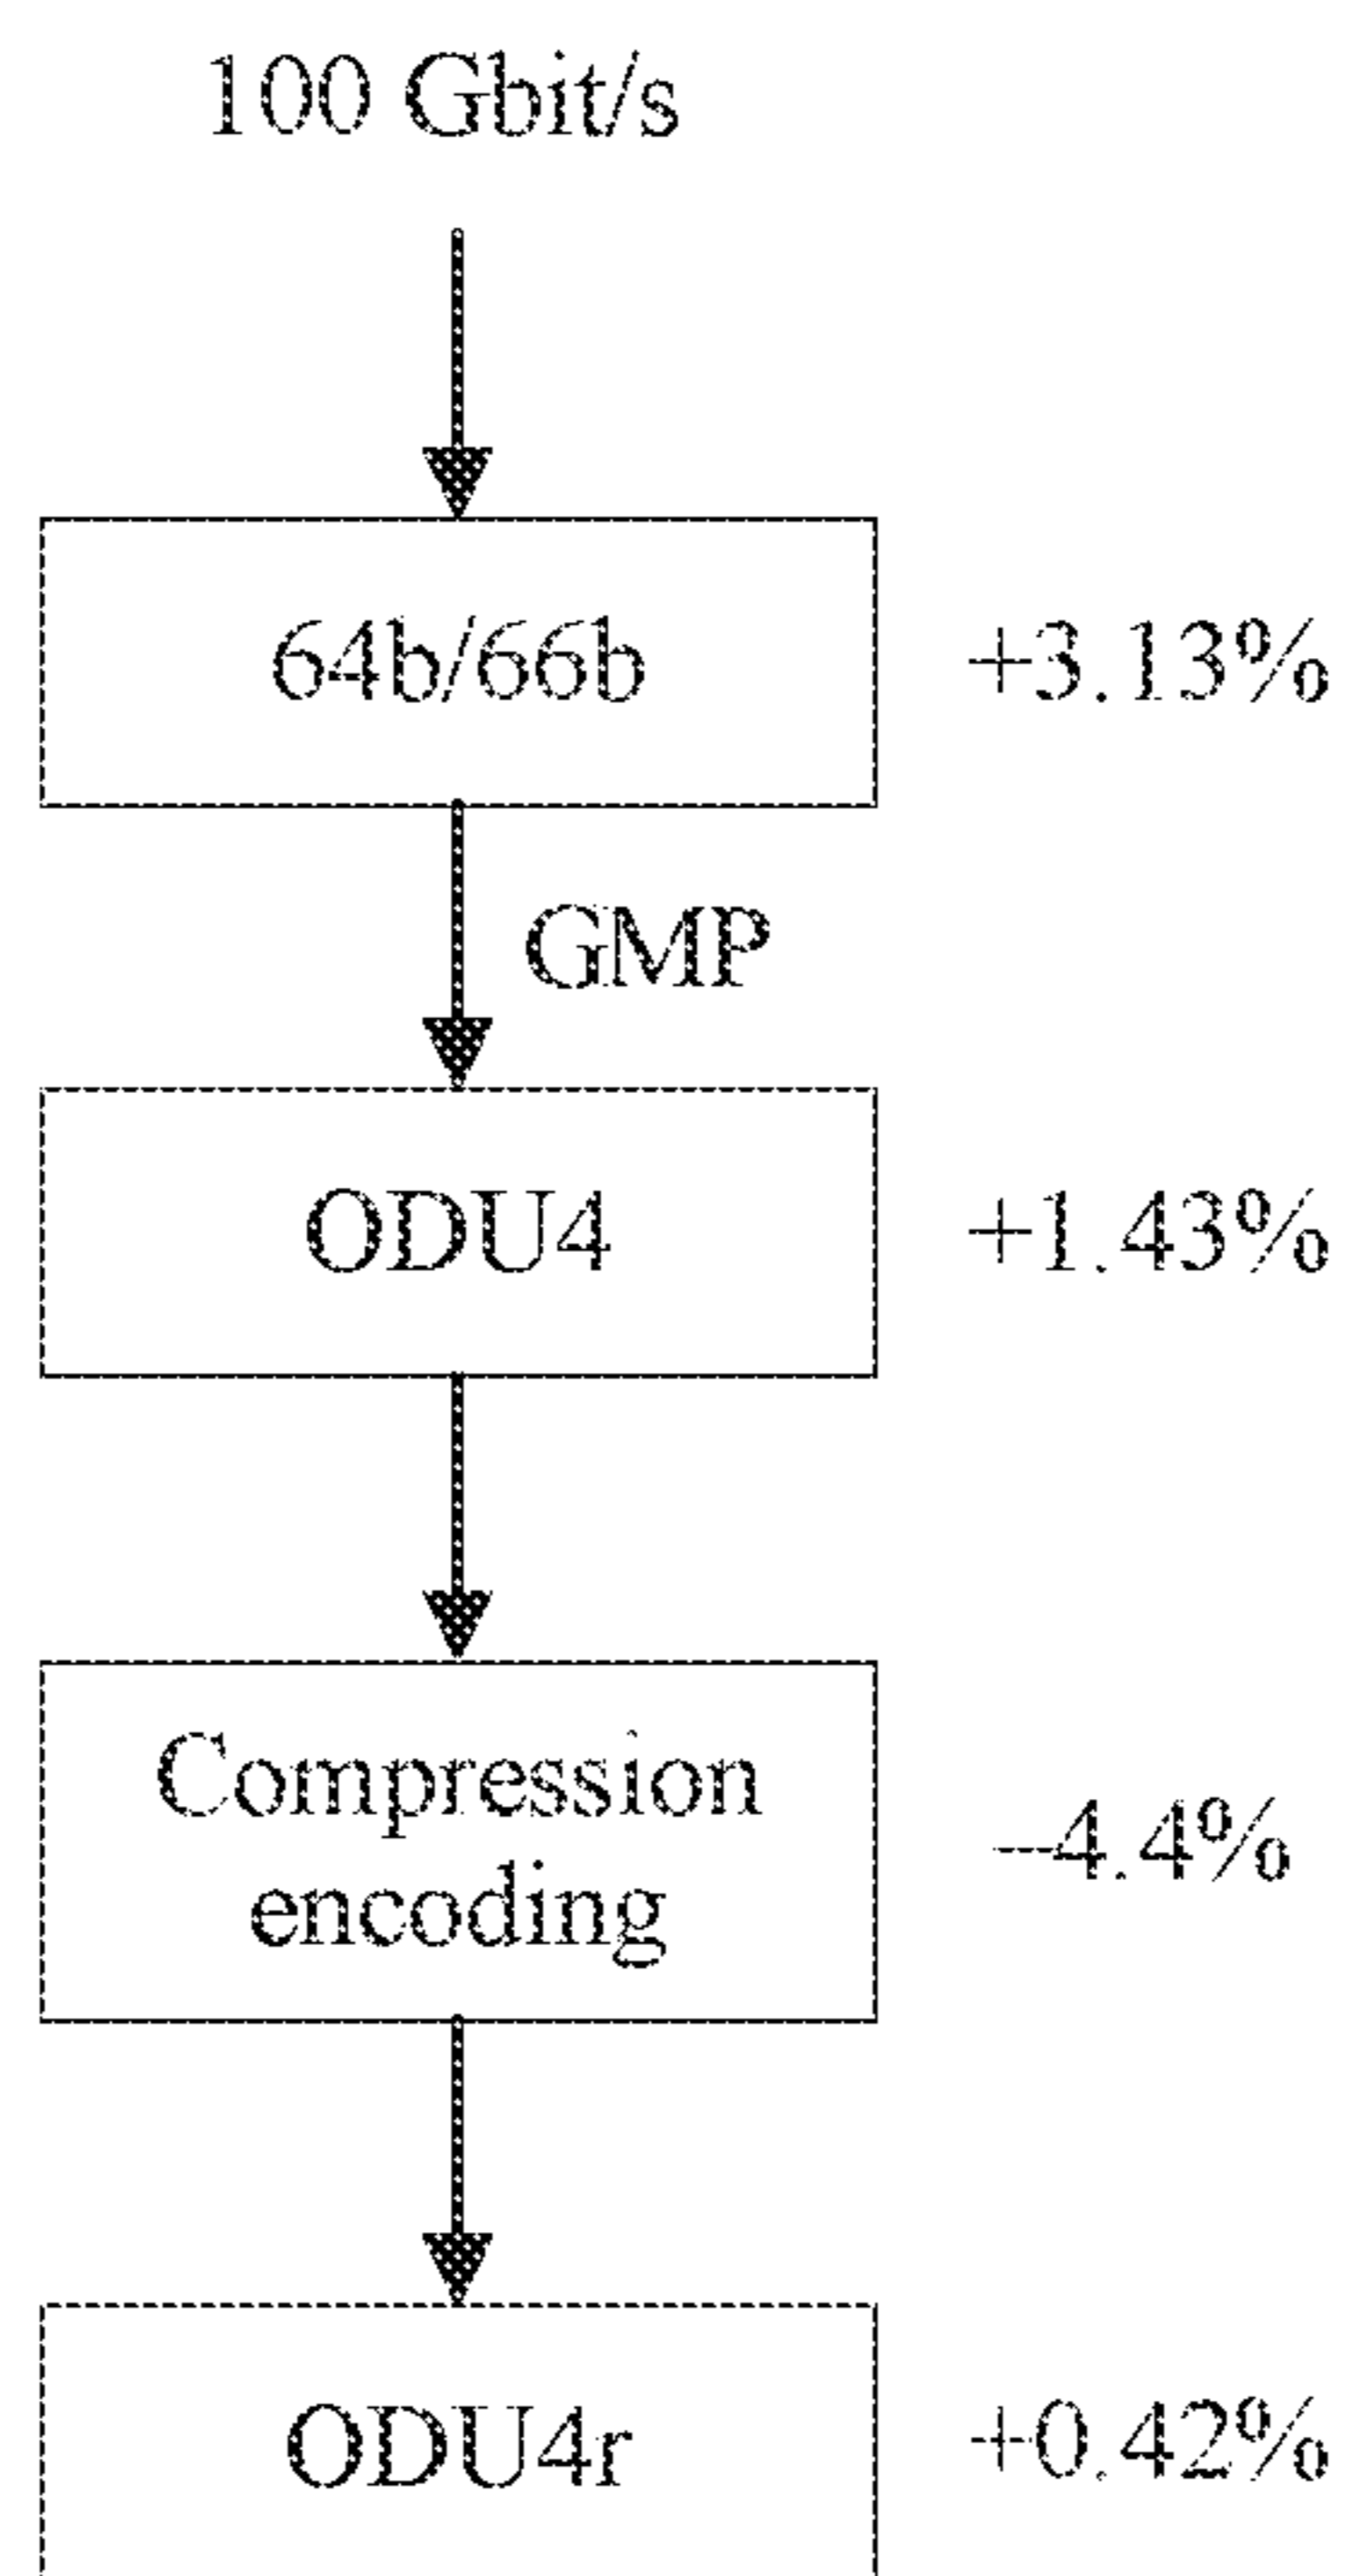 100 Gbit/s
64b/66b
+3.13%
GMP
ODU4
+1.43%
Compression
encoding
–4.4%
ODU4r
+0.42%